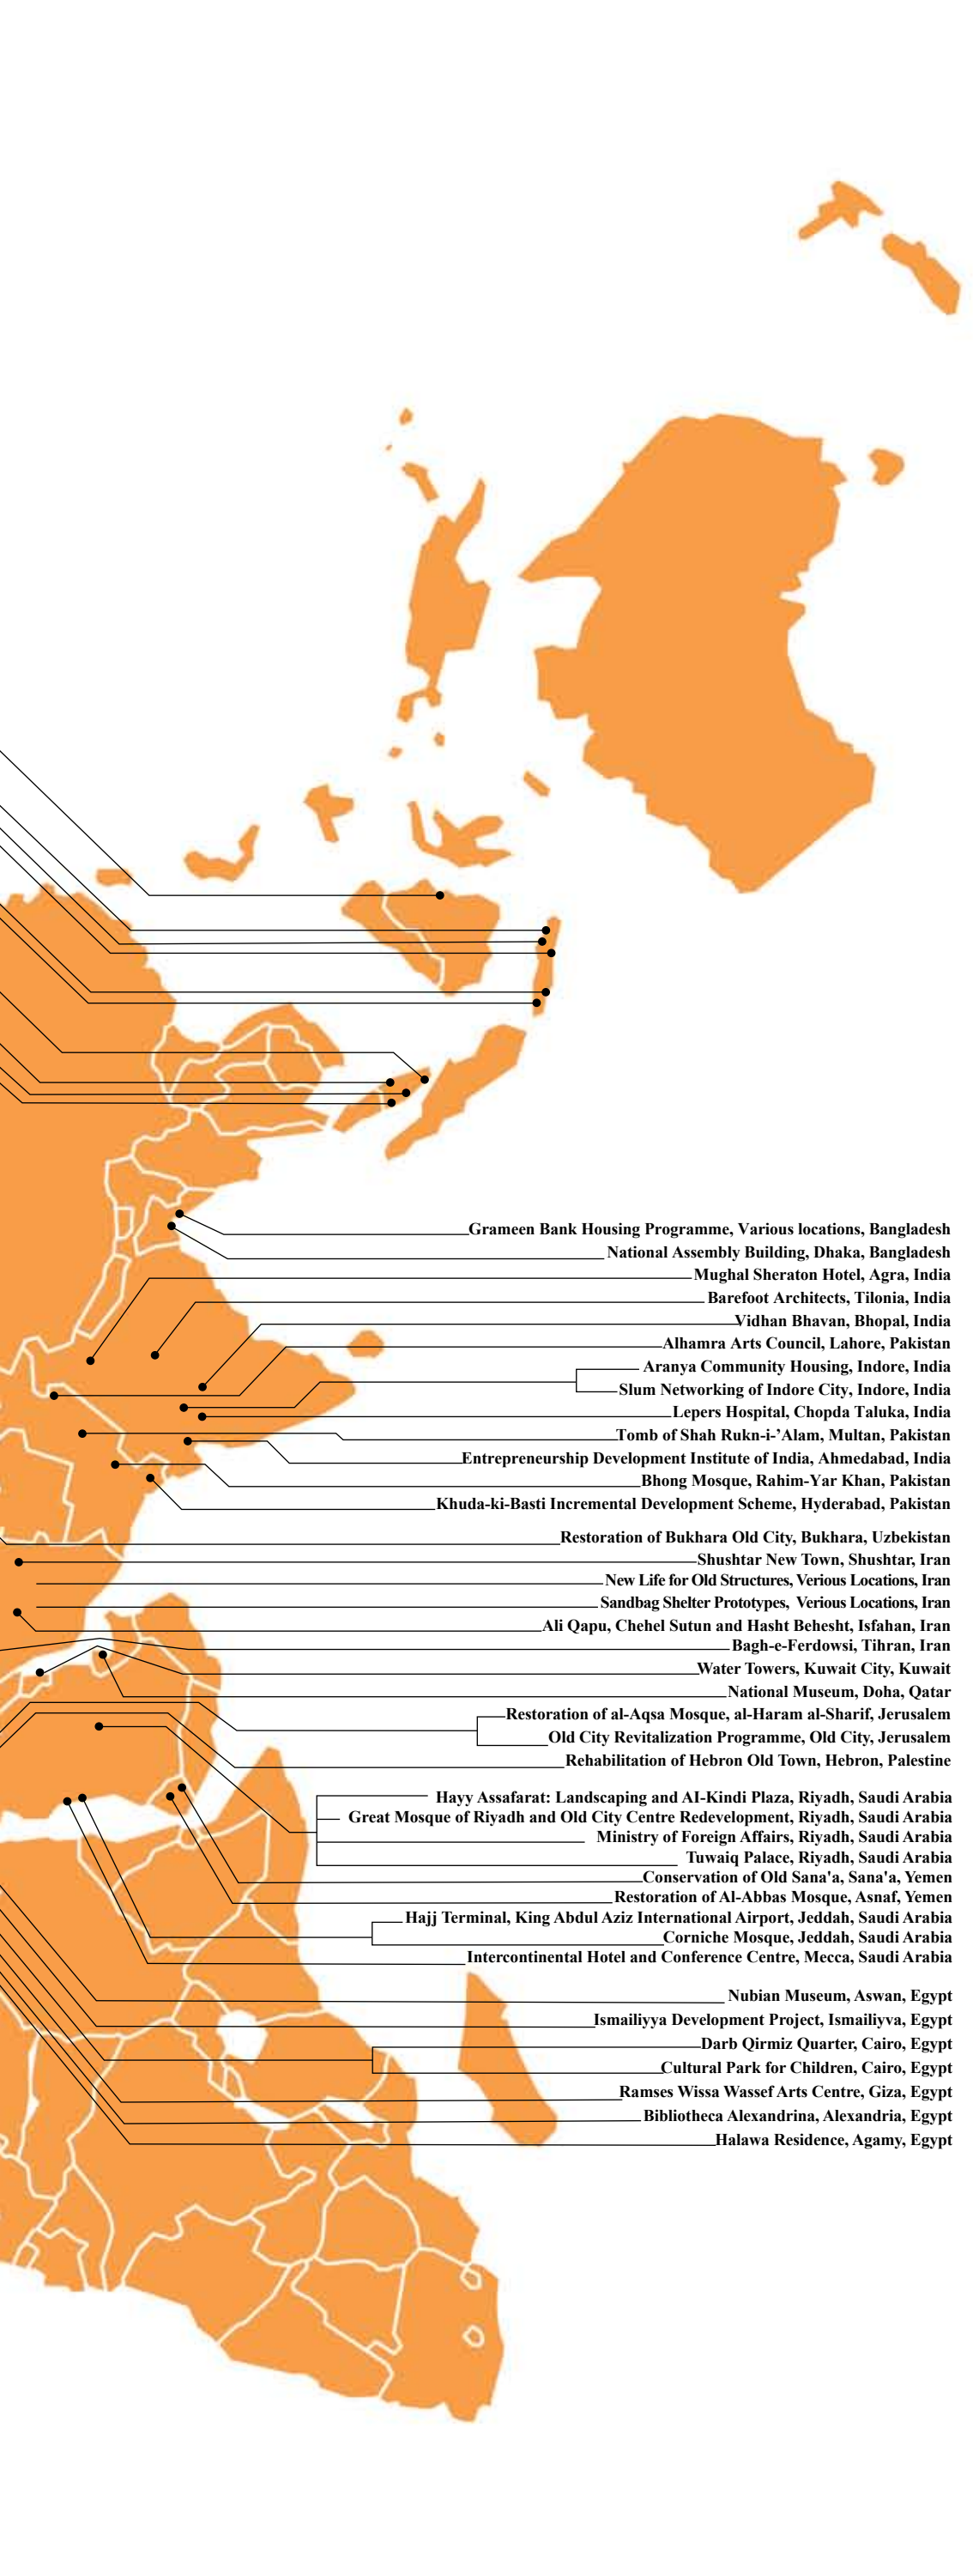 Grameen Bank Housing Programme, Various locations, Bangladesh
National Assembly Building, Dhaka, Bangladesh
Mughal Sheraton Hotel, Agra, India
Barefoot Architects, Tilonia, India
Vidhan Bhavan, Bhopal, India
Alhamra Arts Council, Lahore, Pakistan
Aranya Community Housing, Indore, India
Slum Networking of Indore City, Indore, India
Lepers Hospital, Chopda Taluka, India
Tomb of Shah Rukn-i-’Alam, Multan, Pakistan
Entrepreneurship Development Institute of India, Ahmedabad, India
Bhong Mosque, Rahim-Yar Khan, Pakistan
Khuda-ki-Basti Incremental Development Scheme, Hyderabad, Pakistan
Restoration of Bukhara Old City, Bukhara, Uzbekistan
Shushtar New Town, Shushtar, Iran
New Life for Old Structures, Verious Locations, Iran
Sandbag Shelter Prototypes, Verious Locations, Iran
Ali Qapu, Chehel Sutun and Hasht Behesht, Isfahan, Iran
Bagh-e-Ferdowsi, Tihran, Iran
Water Towers, Kuwait City, Kuwait
National Museum, Doha, Qatar
Restoration of al-Aqsa Mosque, al-Haram al-Sharif, Jerusalem
Old City Revitalization Programme, Old City, Jerusalem
Rehabilitation of Hebron Old Town, Hebron, Palestine
Hayy Assafarat: Landscaping and AI-Kindi Plaza, Riyadh, Saudi Arabia
Great Mosque of Riyadh and Old City Centre Redevelopment, Riyadh, Saudi Arabia
Ministry of Foreign Affairs, Riyadh, Saudi Arabia
Tuwaiq Palace, Riyadh, Saudi Arabia
Conservation of Old Sana'a, Sana'a, Yemen
Restoration of Al-Abbas Mosque, Asnaf, Yemen
Hajj Terminal, King Abdul Aziz International Airport, Jeddah, Saudi Arabia
Corniche Mosque, Jeddah, Saudi Arabia
Intercontinental Hotel and Conference Centre, Mecca, Saudi Arabia
Nubian Museum, Aswan, Egypt
Ismailiyya Development Project, Ismailiyva, Egypt
Darb Qirmiz Quarter, Cairo, Egypt
Cultural Park for Children, Cairo, Egypt
Ramses Wissa Wassef Arts Centre, Giza, Egypt
Bibliotheca Alexandrina, Alexandria, Egypt
Halawa Residence, Agamy, Egypt